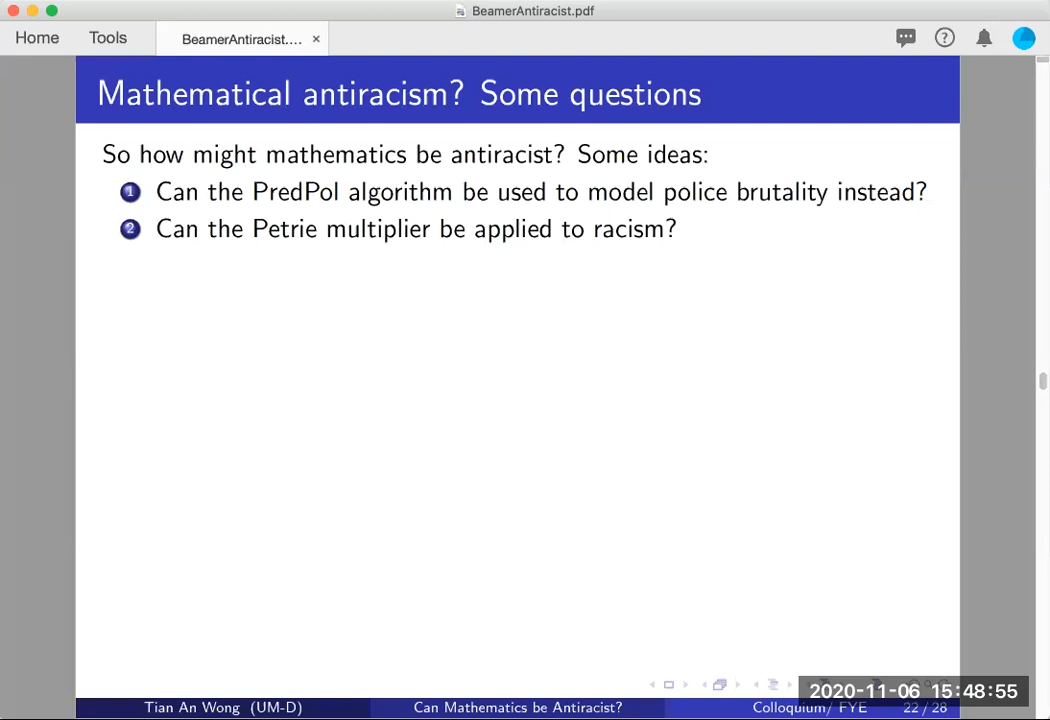 BeamerAntiracist.pdf
Home Tools BeamerAntiracist.... ×
Mathematical antiracism? Some questions
So how might mathematics be antiracist? Some ideas:
1 Can the PredPol algorithm be used to model police brutality instead?
2 Can the Petrie multiplier be applied to racism?
2020-11-06 15:48:55
Tian An Wong (UM-D) Can Mathematics be Antiracist? Colloquium/ FYE 22 / 28